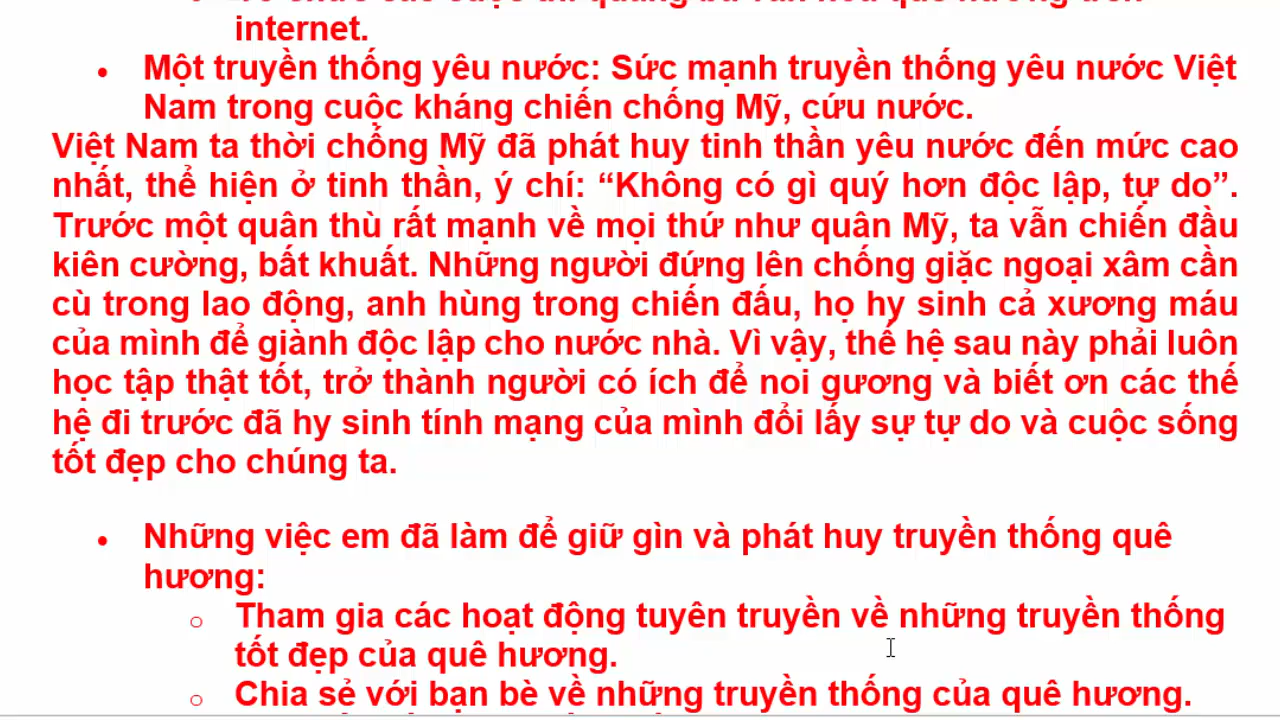 internet.
Một truyền thống yêu nước: Sức mạnh truyền thống yêu nước Việt
Nam trong cuộc kháng chiến chống Mỹ, cứu nước.
Việt Nam ta thời chống Mỹ đã phát huy tinh thần yêu nước đến mức cao
nhất, thể hiện ở tinh thần, ý chí: “Không có gì quý hơn độc lập, tự do”.
Trước một quân thù rất mạnh về mọi thứ như quân Mỹ, ta vẫn chiến đầu
kiên cường, bất khuất. Những người đứng lên chống giặc ngoại xâm cần
cù trong lao động, anh hùng trong chiến đấu, họ hy sinh cả xương máu
của mình để giành độc lập cho nước nhà. Vì vậy, thế hệ sau này phải luôn
học tập thật tốt, trở thành người có ích để noi gương và biết ơn các thế
hệ đi trước đã hy sinh tính mạng của mình đổi lấy sự tự do và cuộc sống
tốt đẹp cho chúng ta.
Những việc em đã làm để giữ gìn và phát huy truyền thống quê
hương:
Tham gia các hoạt động tuyên truyền về những truyền thống
tốt đẹp của quê hương.
Chia sẻ với bạn bè về những truyền thống của quê hương.